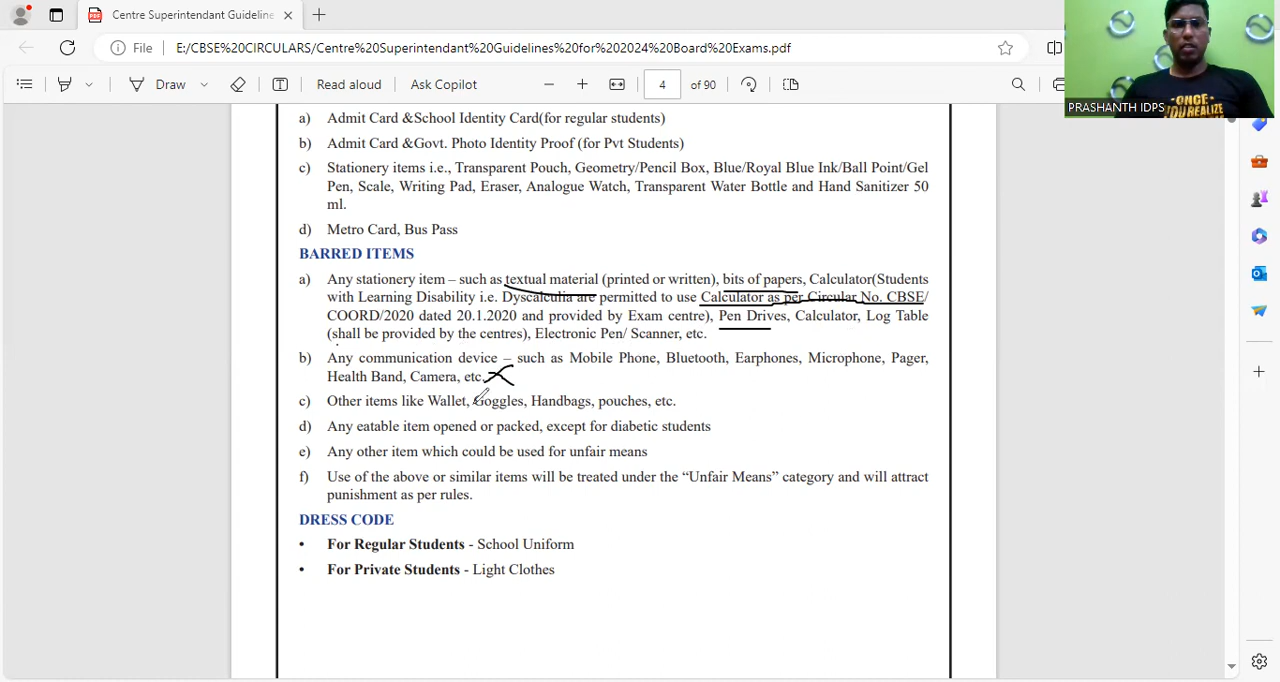 Centre Superintendant Guideline
File
E:/CBSE%20CIRCULARS/Centre%20Superintendant%20Guidelines%20for%202024%20Board%20Exams.pdf
Draw
Read aloud
Ask Copilot
4
of 90
PRASHANTH IDPS
ONCE
YOU REALIZE
a) Admit Card &School Identity Card(for regular students)
b) Admit Card &Govt. Photo Identity Proof (for Pvt Students)
c) Stationery items i.e., Transparent Pouch, Geometry/Pencil Box, Blue/Royal Blue Ink/Ball Point/Gel
Pen, Scale, Writing Pad, Eraser, Analogue Watch, Transparent Water Bottle and Hand Sanitizer 50
ml.
d) Metro Card, Bus Pass
BARRED ITEMS
a) Any stationery item – such as textual material (printed or written), bits of papers, Calculator(Students
with Learning Disability i.e. Dyscalculia are permitted to use Calculator as per Circular No. CBSE/
COORD/2020 dated 20.1.2020 and provided by Exam centre), Pen Drives, Calculator, Log Table
(shall be provided by the centres), Electronic Pen/ Scanner, etc.
b) Any communication device – such as Mobile Phone, Bluetooth, Earphones, Microphone, Pager,
Health Band, Camera, etc.
c) Other items like Wallet, Goggles, Handbags, pouches, etc.
d) Any eatable item opened or packed, except for diabetic students
e) Any other item which could be used for unfair means
f) Use of the above or similar items will be treated under the “Unfair Means” category and will attract
punishment as per rules.
DRESS CODE
• For Regular Students - School Uniform
• For Private Students - Light Clothes